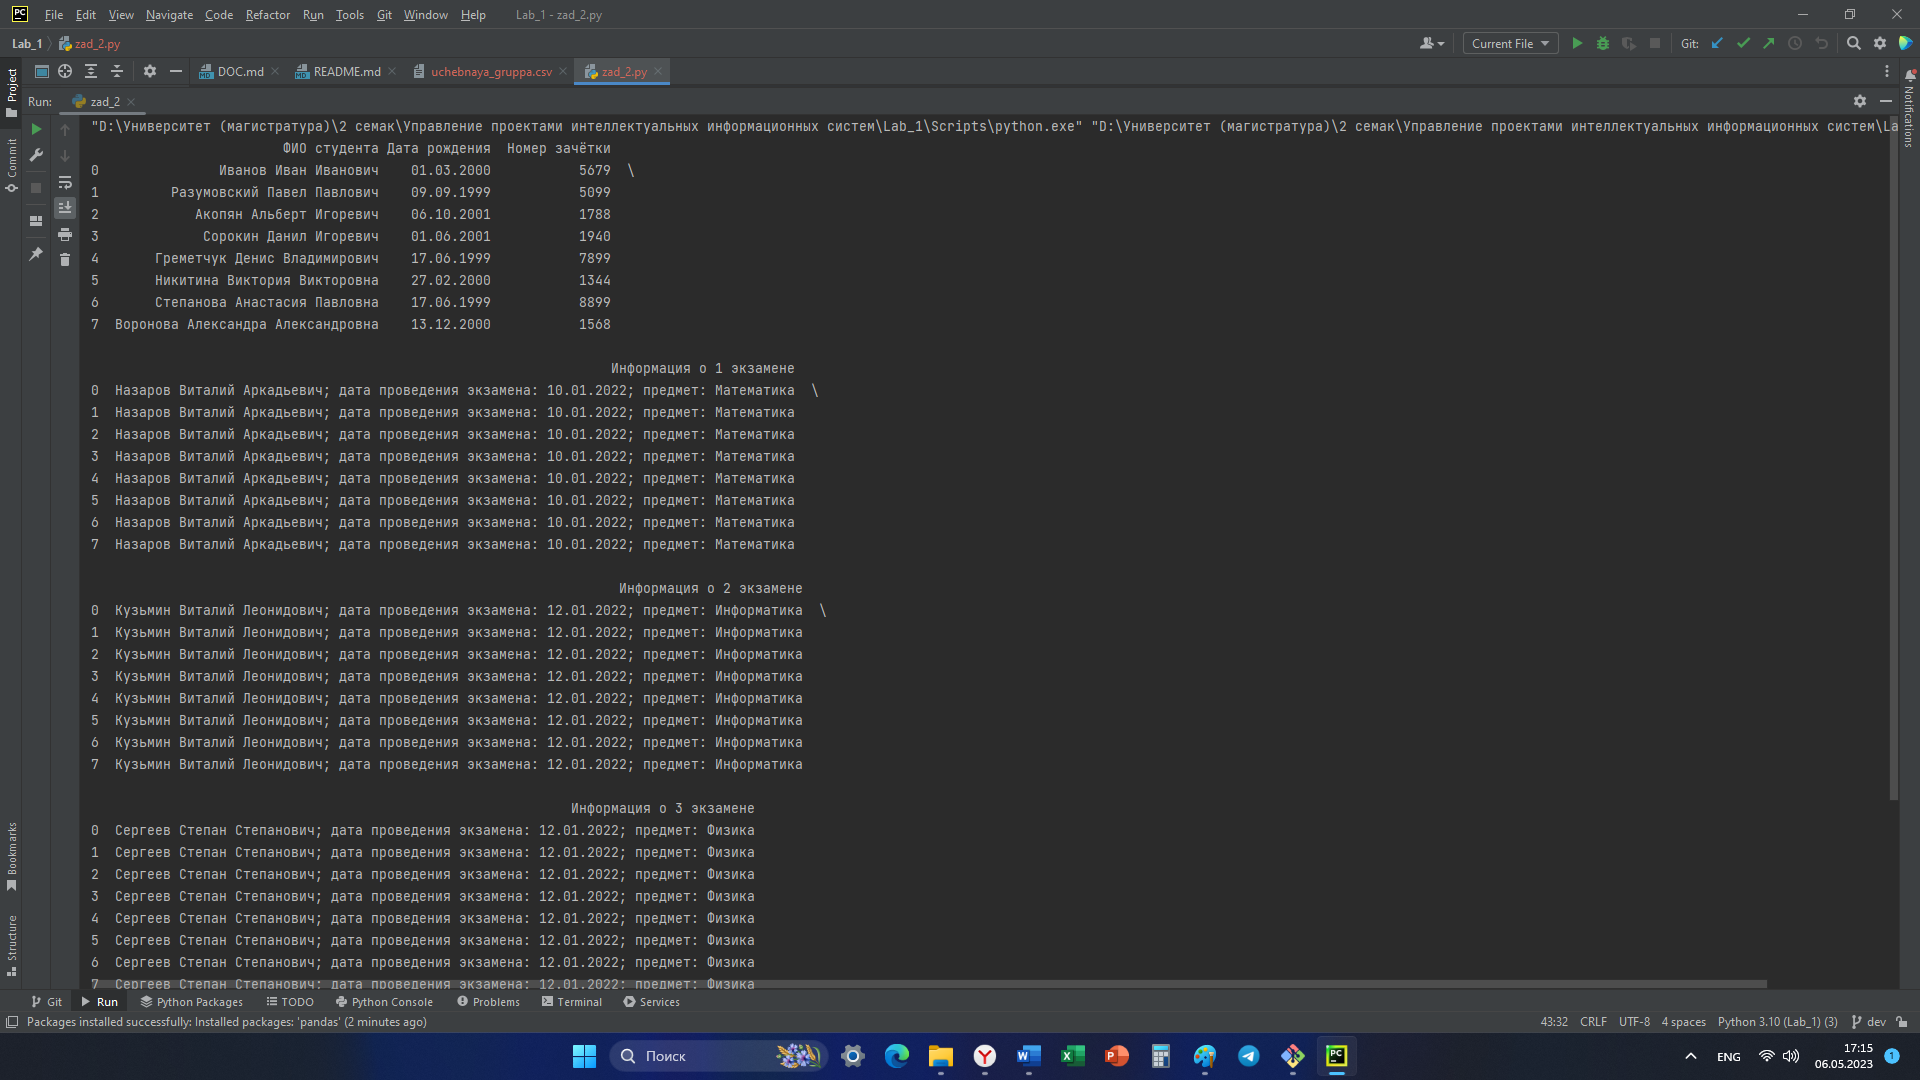 PC File Edit View Navigate Code Refactor Run Tools Git Window Help Lab_1 - zad_2.py
Lab_1 zad_2.py Current File Git:
DOC.md README.md uchebnaya_gruppa.csv zad_2.py
Run: zad_2
Project
Commit
Bookmarks
Structure
Notifications
"D:\Университет (магистратура)\2 семак\Управление проектами интеллектуальных информационных систем\Lab_1\Scripts\python.exe" "D:\Университет (магистратура)\2 семак\Управление проектами интеллектуальных информационных систем\La
ФИО студента Дата рождения Номер зачётки
0 Иванов Иван Иванович 01.03.2000 5679 \
1 Разумовский Павел Павлович 09.09.1999 5099
2 Акопян Альберт Игоревич 06.10.2001 1788
3 Сорокин Данил Игоревич 01.06.2001 1940
4 Греметчук Денис Владимирович 17.06.1999 7899
5 Никитина Виктория Викторовна 27.02.2000 1344
6 Степанова Анастасия Павловна 17.06.1999 8899
7 Воронова Александра Александровна 13.12.2000 1568
Информация о 1 экзамене
0 Назаров Виталий Аркадьевич; дата проведения экзамена: 10.01.2022; предмет: Математика \
1 Назаров Виталий Аркадьевич; дата проведения экзамена: 10.01.2022; предмет: Математика
2 Назаров Виталий Аркадьевич; дата проведения экзамена: 10.01.2022; предмет: Математика
3 Назаров Виталий Аркадьевич; дата проведения экзамена: 10.01.2022; предмет: Математика
4 Назаров Виталий Аркадьевич; дата проведения экзамена: 10.01.2022; предмет: Математика
5 Назаров Виталий Аркадьевич; дата проведения экзамена: 10.01.2022; предмет: Математика
6 Назаров Виталий Аркадьевич; дата проведения экзамена: 10.01.2022; предмет: Математика
7 Назаров Виталий Аркадьевич; дата проведения экзамена: 10.01.2022; предмет: Математика
Информация о 2 экзамене
0 Кузьмин Виталий Леонидович; дата проведения экзамена: 12.01.2022; предмет: Информатика \
1 Кузьмин Виталий Леонидович; дата проведения экзамена: 12.01.2022; предмет: Информатика
2 Кузьмин Виталий Леонидович; дата проведения экзамена: 12.01.2022; предмет: Информатика
3 Кузьмин Виталий Леонидович; дата проведения экзамена: 12.01.2022; предмет: Информатика
4 Кузьмин Виталий Леонидович; дата проведения экзамена: 12.01.2022; предмет: Информатика
5 Кузьмин Виталий Леонидович; дата проведения экзамена: 12.01.2022; предмет: Информатика
6 Кузьмин Виталий Леонидович; дата проведения экзамена: 12.01.2022; предмет: Информатика
7 Кузьмин Виталий Леонидович; дата проведения экзамена: 12.01.2022; предмет: Информатика
Информация о 3 экзамене
0 Сергеев Степан Степанович; дата проведения экзамена: 12.01.2022; предмет: Физика
1 Сергеев Степан Степанович; дата проведения экзамена: 12.01.2022; предмет: Физика
2 Сергеев Степан Степанович; дата проведения экзамена: 12.01.2022; предмет: Физика
3 Сергеев Степан Степанович; дата проведения экзамена: 12.01.2022; предмет: Физика
4 Сергеев Степан Степанович; дата проведения экзамена: 12.01.2022; предмет: Физика
5 Сергеев Степан Степанович; дата проведения экзамена: 12.01.2022; предмет: Физика
6 Сергеев Степан Степанович; дата проведения экзамена: 12.01.2022; предмет: Физика
7 Сергеев Степан Степанович; дата проведения экзамена: 12.01.2022; предмет: Физика
Git Run Python Packages TODO Python Console Problems Terminal Services
Packages installed successfully: Installed packages: 'pandas' (2 minutes ago) 43:32 CRLF UTF-8 4 spaces Python 3.10 (Lab_1) (3) dev
Поиск ENG 17:15
06.05.2023 1